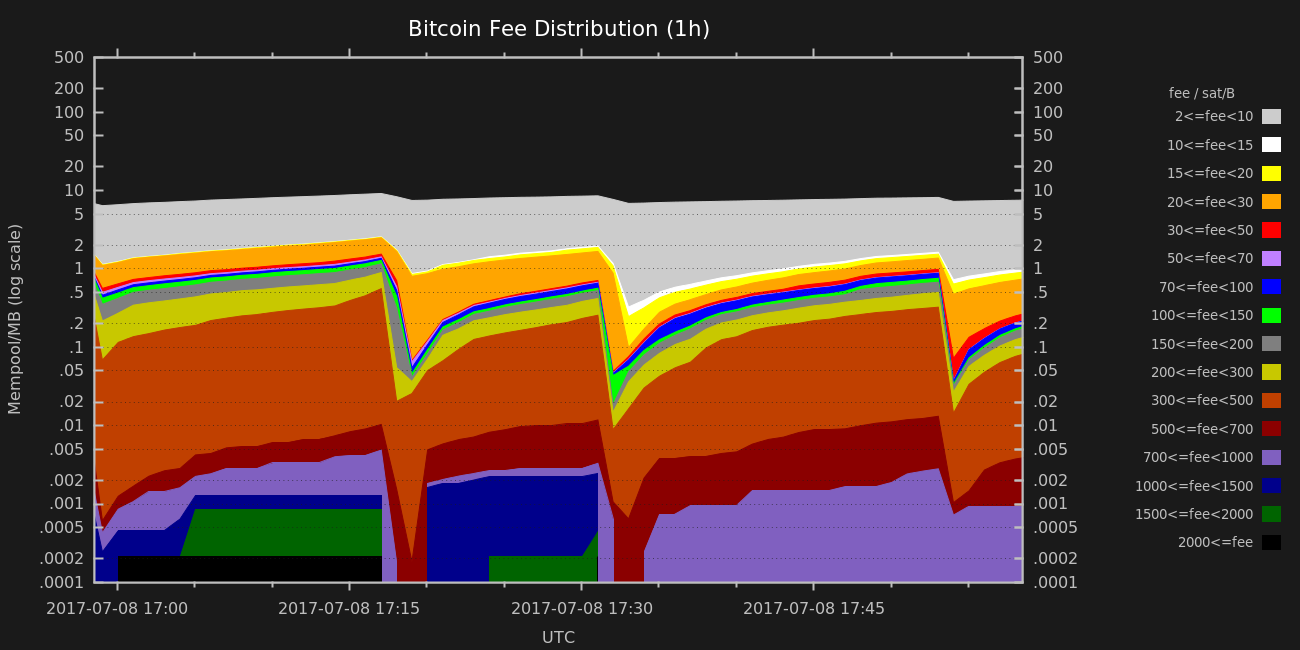 Bitcoin Fee Distribution (1h)
500 500
200 200
100 100
50 50
20 20
10 10
5 5
2 2
1 1
.5 .5
.2 .2
.1 .1
.05 .05
.02 .02
.01 .01
.005 .005
.002 .002
.001 .001
.0005 .0005
.0002 .0002
.0001 .0001
Mempool/MB (log scale)
2017-07-08 17:00 2017-07-08 17:15 2017-07-08 17:30 2017-07-08 17:45
UTC
fee / sat/B
2<=fee<10
10<=fee<15
15<=fee<20
20<=fee<30
30<=fee<50
50<=fee<70
70<=fee<100
100<=fee<150
150<=fee<200
200<=fee<300
300<=fee<500
500<=fee<700
700<=fee<1000
1000<=fee<1500
1500<=fee<2000
2000<=fee